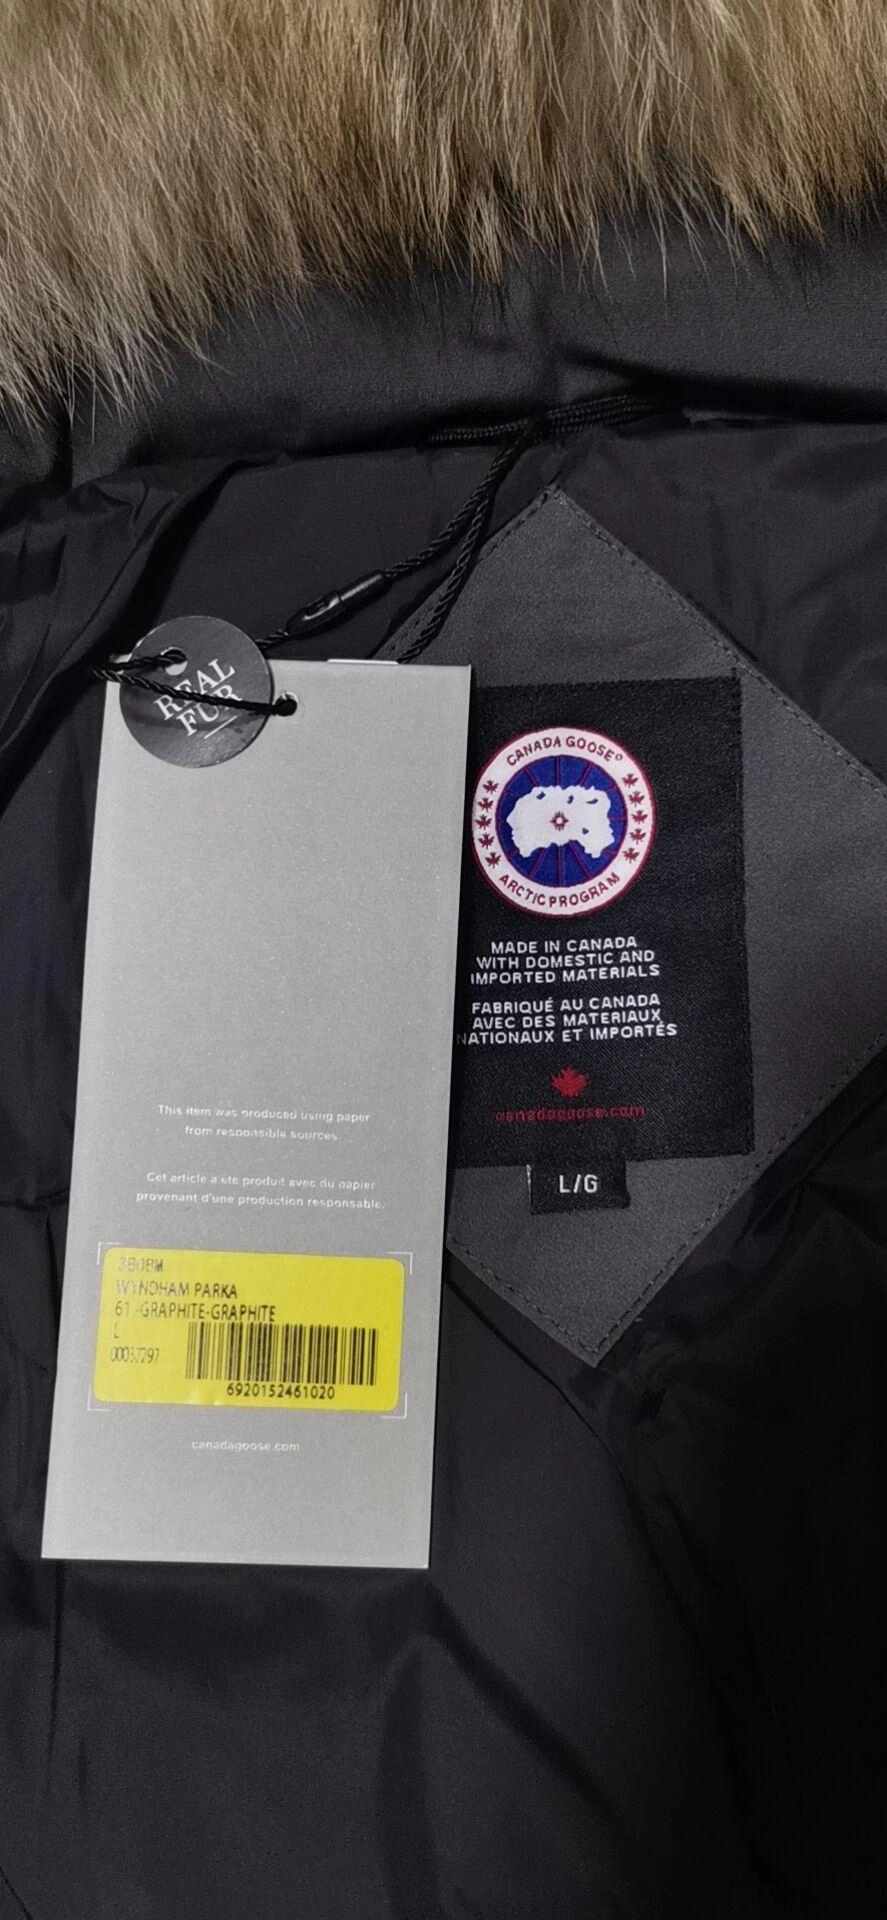 REAL
FUR
CANADA GOOSE®
ARCTIC PROGRAM
MADE IN CANADA
WITH DOMESTIC AND
IMPORTED MATERIALS
FABRIQUÉ AU CANADA
AVEC DES MATERIAUX
NATIONAUX ET IMPORTÉS
canadagoose.com
L/G
This item was produced using paper
from responsible sources.
Cet article a été produit avec du papier
provenant d'une production responsable.
WYNDHAM PARKA
61 -GRAPHITE-GRAPHITE
L
6920152461020
canadagoose.com